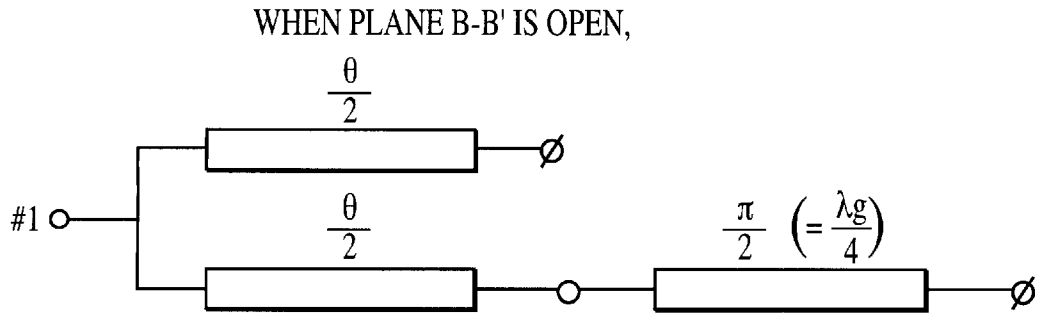 WHEN PLANE B-B' IS OPEN,
θ/2
#1
θ/2
π/2 (= λg/4)